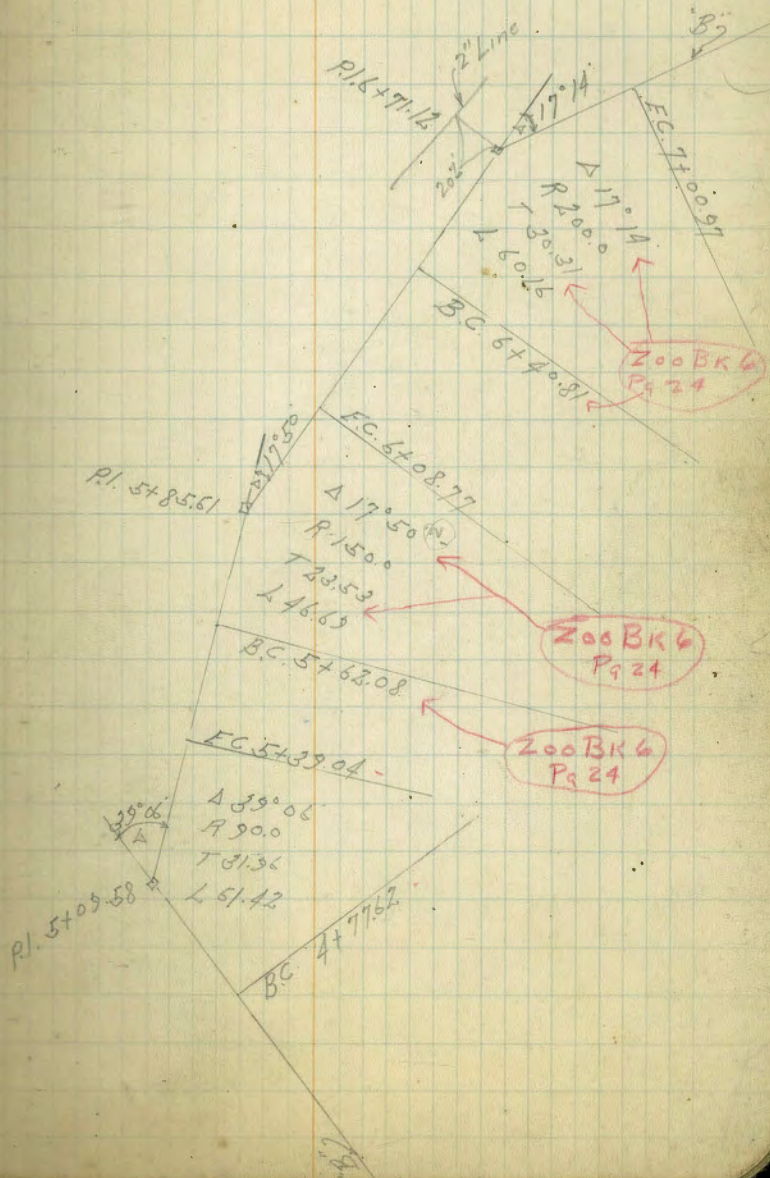 "B"
2" Line
P.I. 6+71.12
Δ 17°14'
20.2'
E.C. 7+00.97
Δ 17°14'
R 200.0
T 30.31
L 60.16
B.C. 6+40.81
Zoo BK 6
Pg 24
E.C. 6+08.77
Δ 17°50'
P.I. 5+85.61
Δ 17°50'
R 150.0
T 23.53
L 46.69
Zoo BK 6
Pg 24
B.C. 5+62.08
Zoo BK 6
Pg 24
E.C. 5+39.04
39°06'
Δ
Δ 39°06'
R 90.0
T 31.96
L 61.42
P.I. 5+09.58
B.C. 4+77.62
"B"